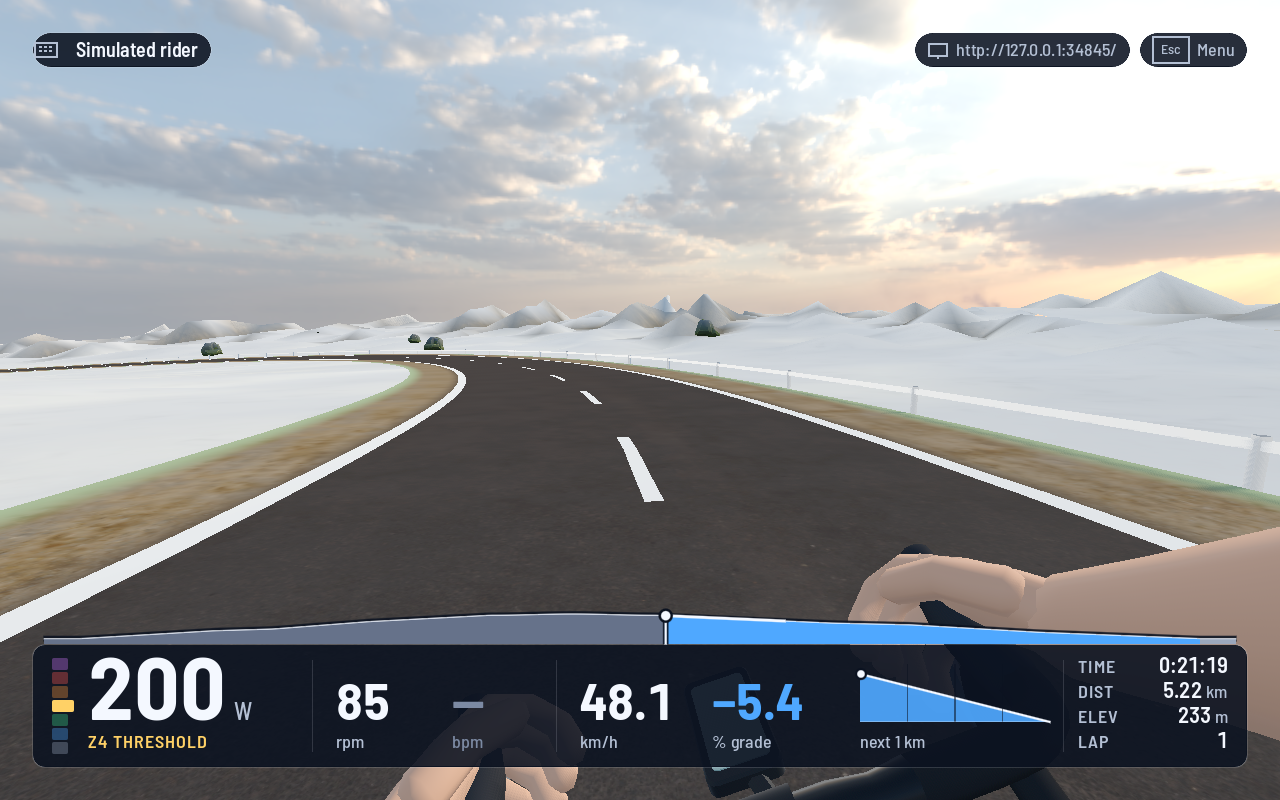 Simulated rider
http://127.0.0.1:34845/
Esc Menu
200 W
Z4 THRESHOLD
85
rpm
–
bpm
48.1
km/h
−5.4
% grade
next 1 km
TIME 0:21:19
DIST 5.22 km
ELEV 233 m
LAP 1